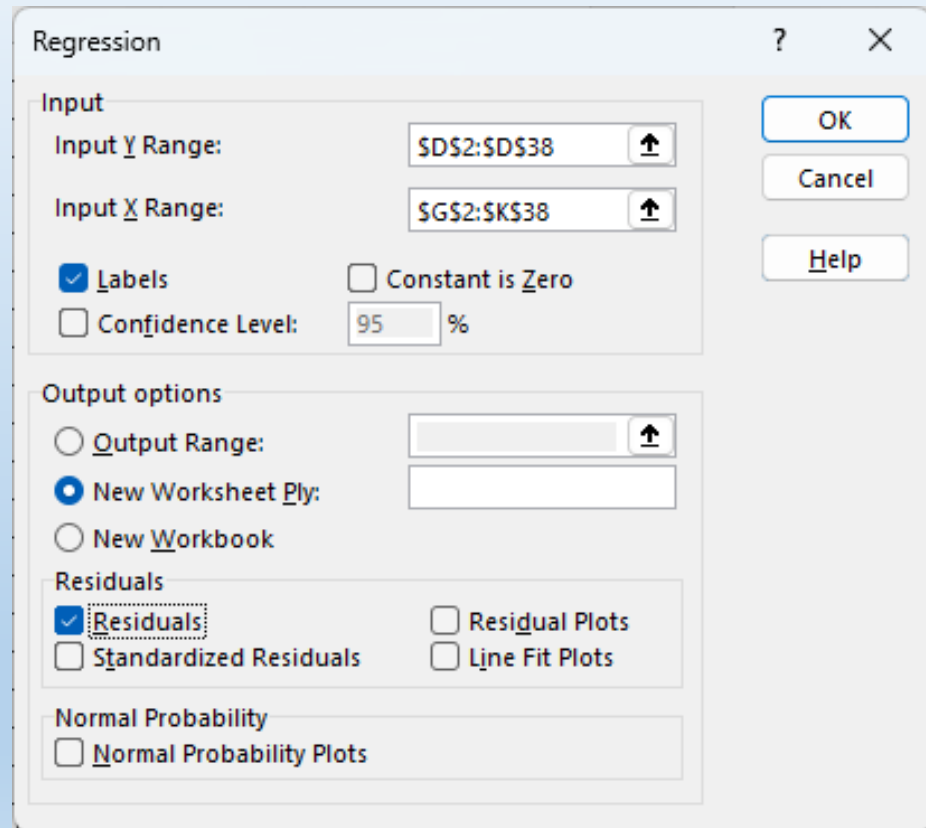 Regression ?
Input
Input Y Range: $D$2:$D$38
Input X Range: $G$2:$K$38
Labels Constant is Zero
Confidence Level: 95 %
OK
Cancel
Help
Output options
Output Range:
New Worksheet Ply:
New Workbook
Residuals
Residuals Residual Plots
Standardized Residuals Line Fit Plots
Normal Probability
Normal Probability Plots